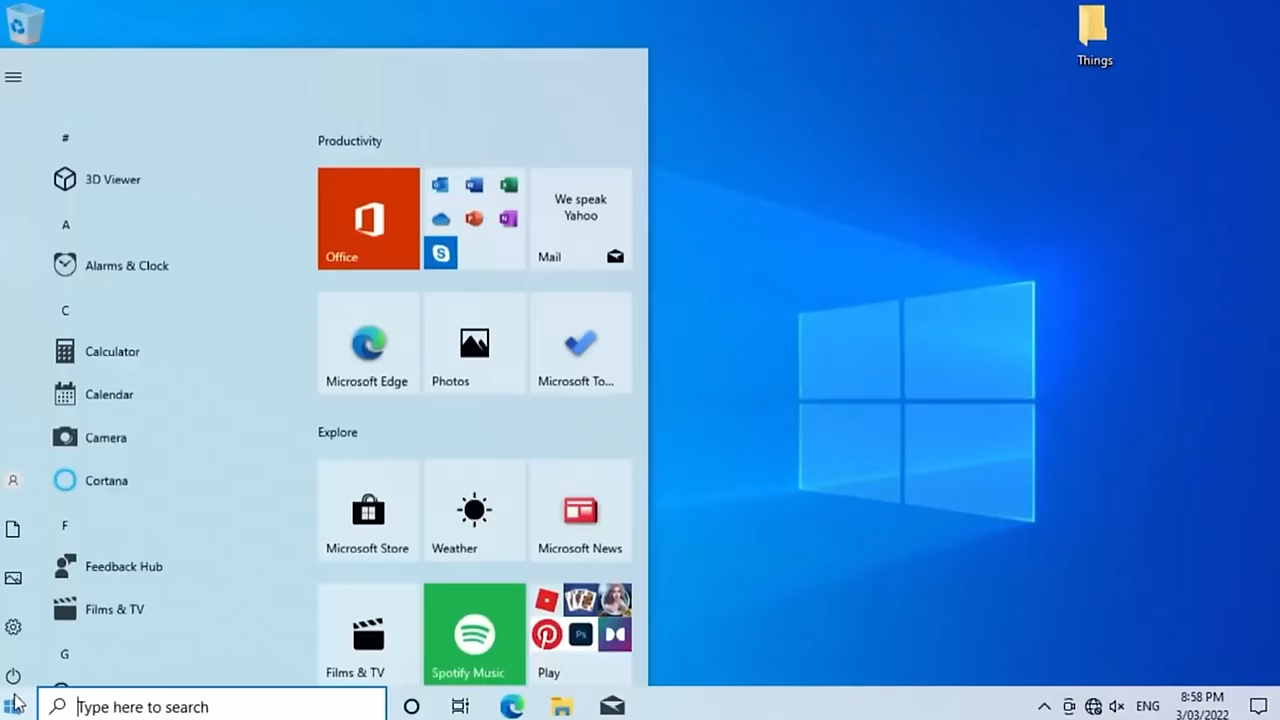 Things
#
3D Viewer
A
Alarms & Clock
C
Calculator
Calendar
Camera
Cortana
F
Feedback Hub
Films & TV
G
Productivity
Office
We speak
Yahoo
Mail
Microsoft Edge
Photos
Microsoft To...
Explore
Microsoft Store
Weather
Microsoft News
Films & TV
Spotify Music
Ps
Play
Type here to search
ENG
8:58 PM
3/03/2022